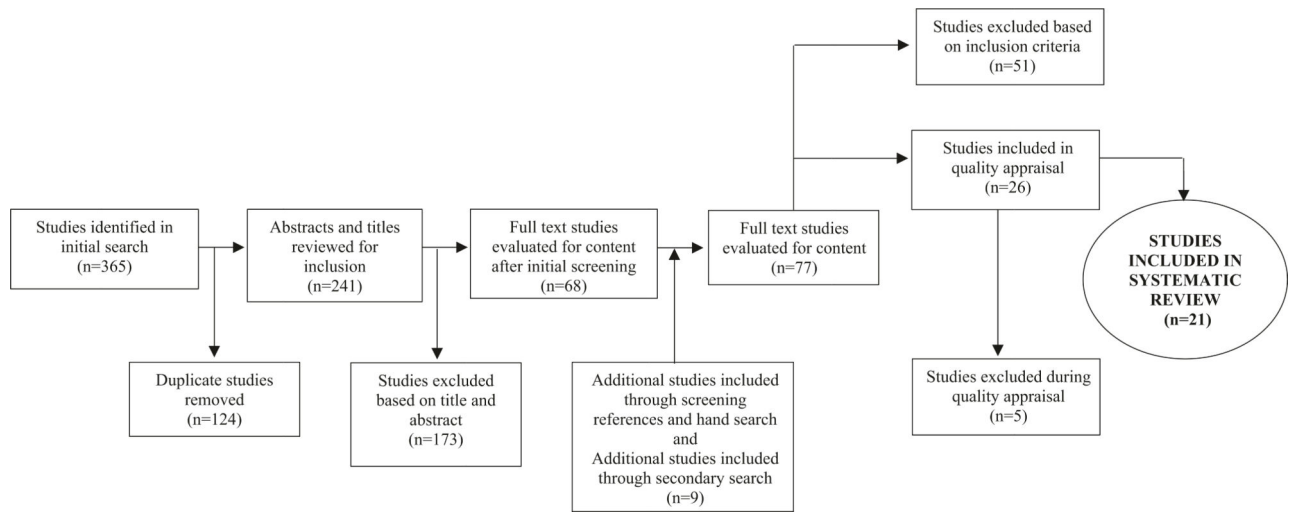 Studies identified in
initial search
(n=365)
Duplicate studies
removed
(n=124)
Abstracts and titles
reviewed for
inclusion
(n=241)
Studies excluded
based on title and
abstract
(n=173)
Full text studies
evaluated for content
after initial screening
(n=68)
Additional studies included
through screening
references and hand search
and
Additional studies included
through secondary search
(n=9)
Full text studies
evaluated for content
(n=77)
Studies excluded based
on inclusion criteria
(n=51)
Studies included in
quality appraisal
(n=26)
Studies excluded during
quality appraisal
(n=5)
STUDIES
INCLUDED IN
SYSTEMATIC
REVIEW
(n=21)